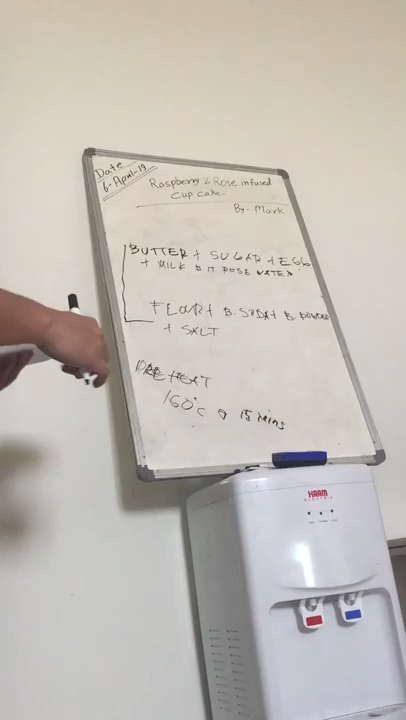 Date
6-April-19
Raspberry & Rose infused
Cup cake
By- Mark
BUTTER + SUGAR + EGG
+ MILK ROSE WATER
FLOUR + B. SODA + B. POWDER
+ SALT
PREHEAT
160°C 15 mins
HAAM
ELECTRIC